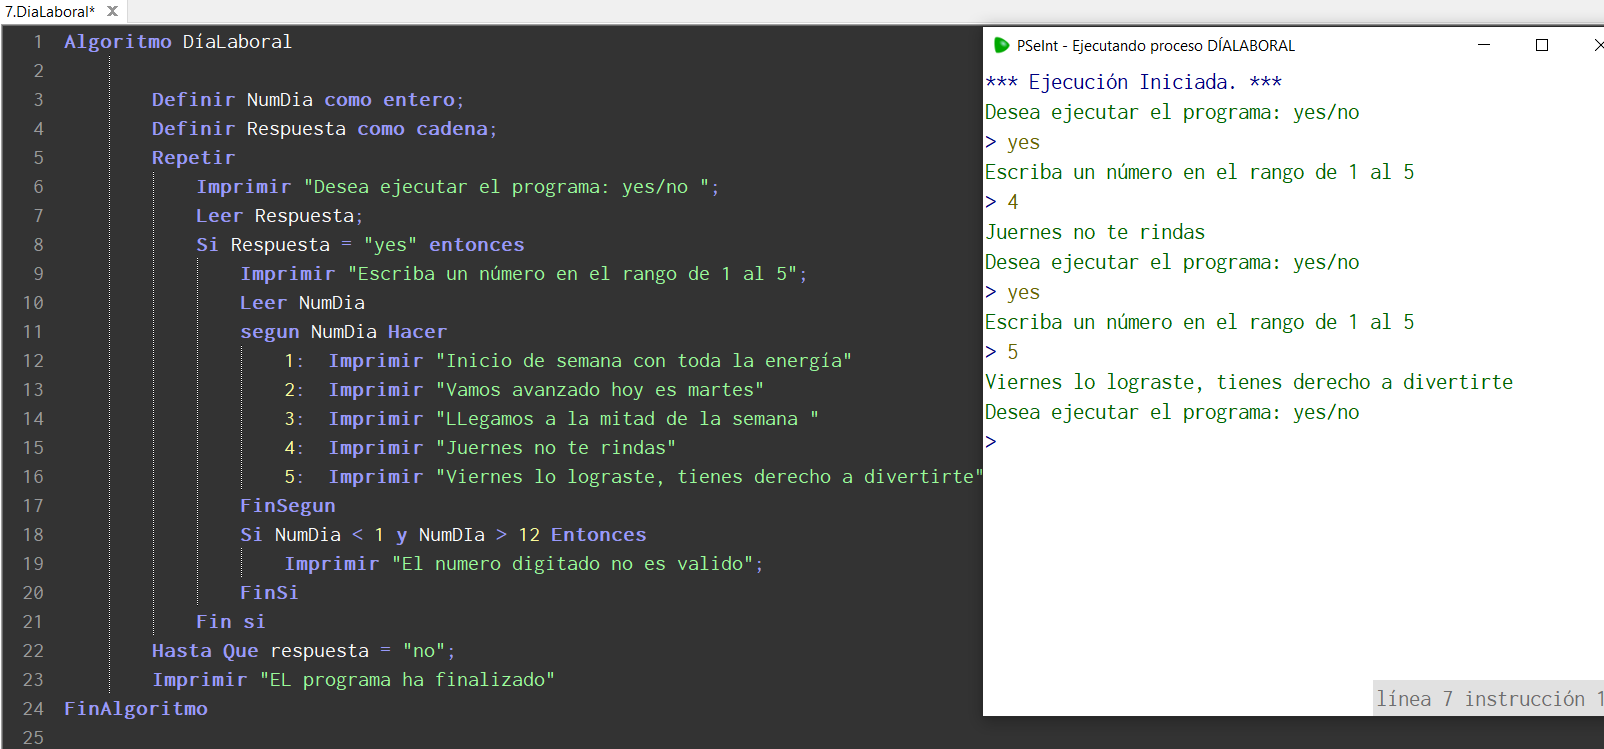 7.DiaLaboral*
1 Algoritmo DíaLaboral
2
3 Definir NumDia como entero;
4 Definir Respuesta como cadena;
5 Repetir
6 Imprimir "Desea ejecutar el programa: yes/no ";
7 Leer Respuesta;
8 Si Respuesta = "yes" entonces
9 Imprimir "Escriba un número en el rango de 1 al 5";
10 Leer NumDia
11 segun NumDia Hacer
12 1: Imprimir "Inicio de semana con toda la energía"
13 2: Imprimir "Vamos avanzado hoy es martes"
14 3: Imprimir "LLegamos a la mitad de la semana "
15 4: Imprimir "Juernes no te rindas"
16 5: Imprimir "Viernes lo lograste, tienes derecho a divertirte"
17 FinSegun
18 Si NumDia < 1 y NumDIa > 12 Entonces
19 Imprimir "El numero digitado no es valido";
20 FinSi
21 Fin si
22 Hasta Que respuesta = "no";
23 Imprimir "EL programa ha finalizado"
24 FinAlgoritmo
25
PSeInt - Ejecutando proceso DÍALABORAL
*** Ejecución Iniciada. ***
Desea ejecutar el programa: yes/no
> yes
Escriba un número en el rango de 1 al 5
> 4
Juernes no te rindas
Desea ejecutar el programa: yes/no
> yes
Escriba un número en el rango de 1 al 5
> 5
Viernes lo lograste, tienes derecho a divertirte
Desea ejecutar el programa: yes/no
>
línea 7 instrucción 1